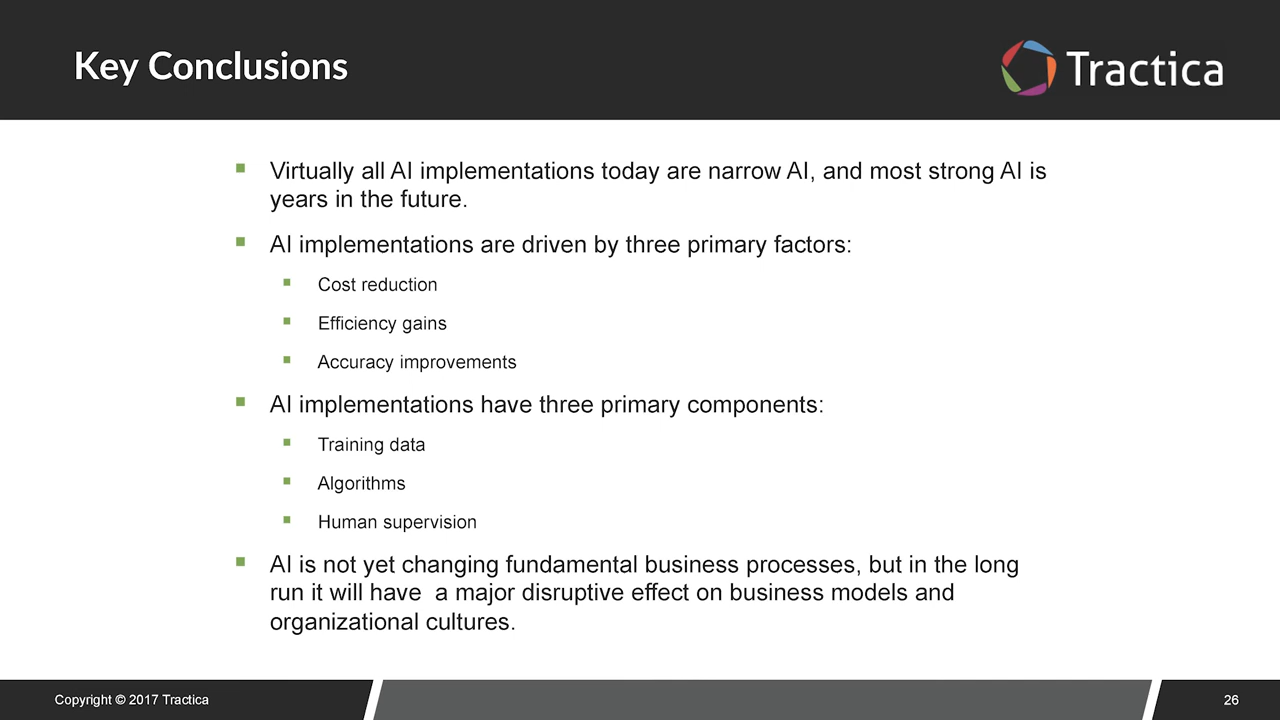 Key Conclusions
Tractica
Virtually all AI implementations today are narrow AI, and most strong AI is
years in the future.
AI implementations are driven by three primary factors:
Cost reduction
Efficiency gains
Accuracy improvements
AI implementations have three primary components:
Training data
Algorithms
Human supervision
AI is not yet changing fundamental business processes, but in the long
run it will have  a major disruptive effect on business models and
organizational cultures.
Copyright © 2017 Tractica
26